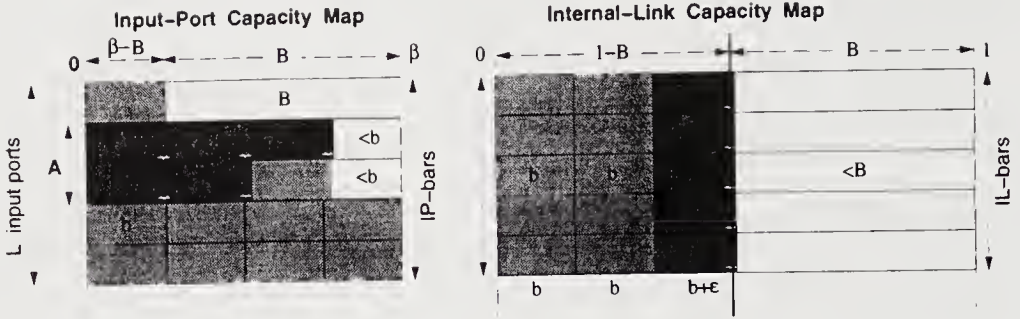 Input-Port Capacity Map
Internal-Link Capacity Map
0 β-B B β
0 1-B B 1
B
<b
<b
A
b
L input ports
IP-bars
b b
<B
IL-bars
b b b+ε